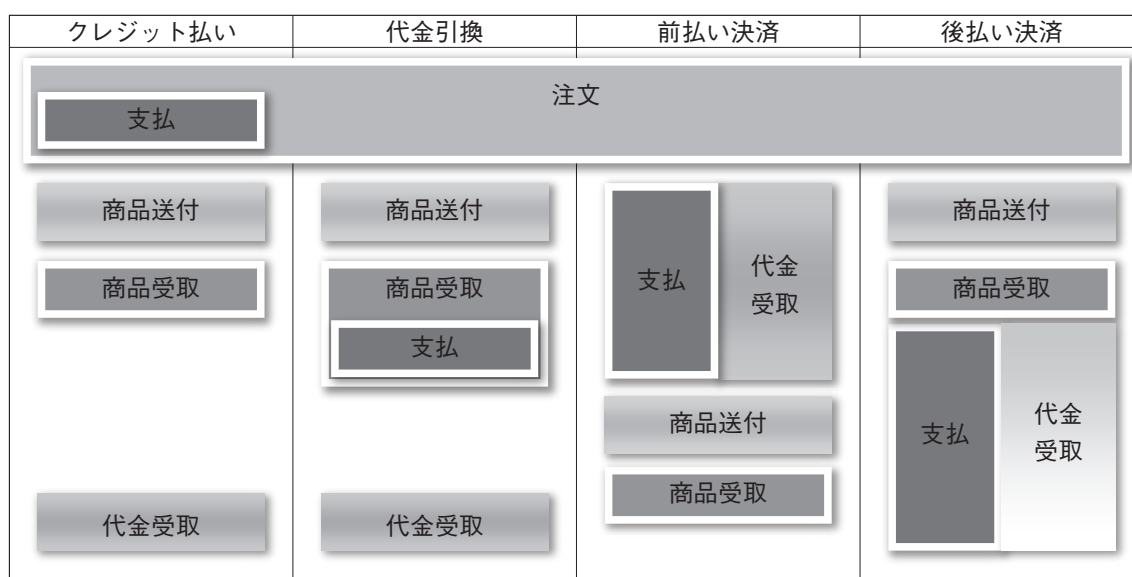 クレジット払い
代金引換
前払い決済
後払い決済
注文
支払
商品送付
商品受取
代金受取
商品送付
商品受取
支払
代金受取
支払
代金
受取
商品送付
商品受取
商品送付
商品受取
支払
代金
受取